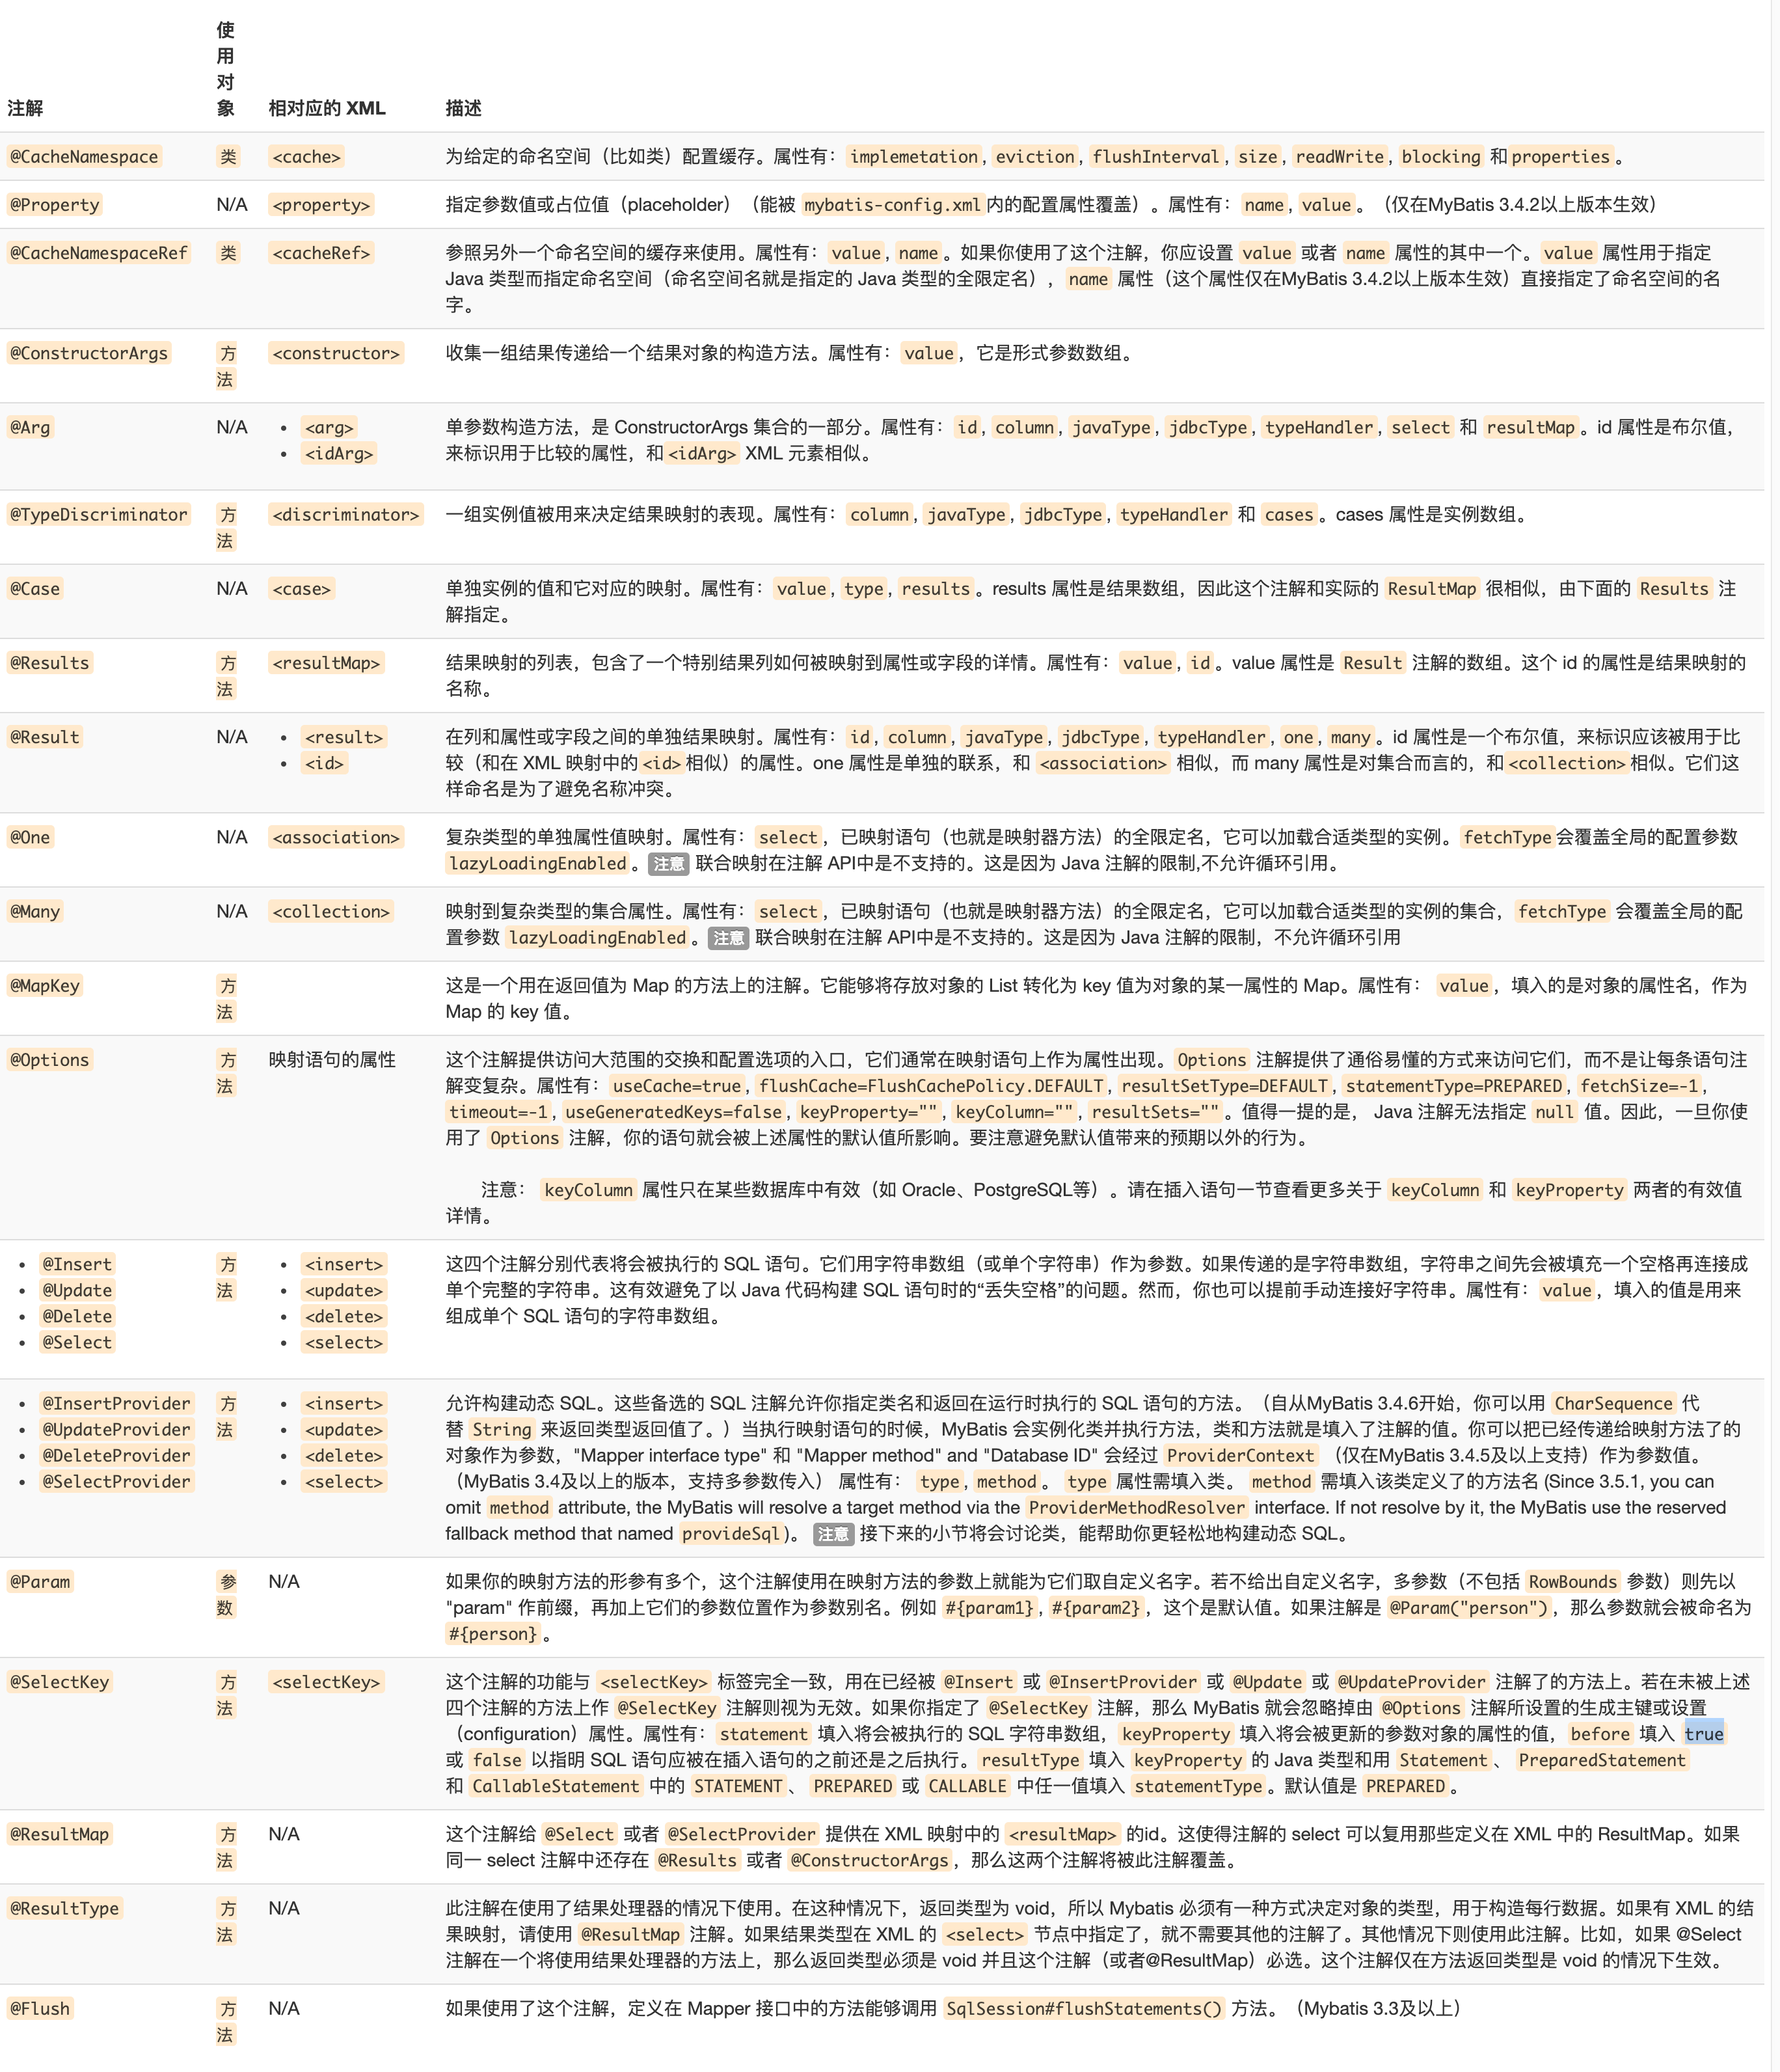 使
用
对
注解 象 相对应的 XML 描述
@CacheNamespace 类 <cache> 为给定的命名空间（比如类）配置缓存。属性有：implemetation, eviction, flushInterval, size, readWrite, blocking 和properties。
@Property N/A <property> 指定参数值或占位值（placeholder）（能被 mybatis-config.xml内的配置属性覆盖）。属性有：name, value。（仅在MyBatis 3.4.2以上版本生效）
@CacheNamespaceRef 类 <cacheRef> 参照另外一个命名空间的缓存来使用。属性有：value, name。如果你使用了这个注解，你应设置 value 或者 name 属性的其中一个。value 属性用于指定
Java 类型而指定命名空间（命名空间名就是指定的 Java 类型的全限定名），name 属性（这个属性仅在MyBatis 3.4.2以上版本生效）直接指定了命名空间的名
字。
@ConstructorArgs 方 <constructor> 收集一组结果传递给一个结果对象的构造方法。属性有：value，它是形式参数数组。
法
@Arg N/A • <arg> 单参数构造方法，是 ConstructorArgs 集合的一部分。属性有：id, column, javaType, jdbcType, typeHandler, select 和 resultMap。id 属性是布尔值，
• <idArg> 来标识用于比较的属性，和<idArg> XML 元素相似。
@TypeDiscriminator 方 <discriminator> 一组实例值被用来决定结果映射的表现。属性有：column, javaType, jdbcType, typeHandler 和 cases。cases 属性是实例数组。
法
@Case N/A <case> 单独实例的值和它对应的映射。属性有：value, type, results。results 属性是结果数组，因此这个注解和实际的 ResultMap 很相似，由下面的 Results 注
解指定。
@Results 方 <resultMap> 结果映射的列表，包含了一个特别结果列如何被映射到属性或字段的详情。属性有：value, id。value 属性是 Result 注解的数组。这个 id 的属性是结果映射的
法 名称。
@Result N/A • <result> 在列和属性或字段之间的单独结果映射。属性有：id, column, javaType, jdbcType, typeHandler, one, many。id 属性是一个布尔值，来标识应该被用于比
• <id> 较（和在 XML 映射中的<id>相似）的属性。one 属性是单独的联系，和 <association> 相似，而 many 属性是对集合而言的，和<collection>相似。它们这
样命名是为了避免名称冲突。
@One N/A <association> 复杂类型的单独属性值映射。属性有：select，已映射语句（也就是映射器方法）的全限定名，它可以加载合适类型的实例。fetchType会覆盖全局的配置参数
lazyLoadingEnabled。注意 联合映射在注解 API中是不支持的。这是因为 Java 注解的限制,不允许循环引用。
@Many N/A <collection> 映射到复杂类型的集合属性。属性有：select，已映射语句（也就是映射器方法）的全限定名，它可以加载合适类型的实例的集合，fetchType 会覆盖全局的配
置参数 lazyLoadingEnabled。注意 联合映射在注解 API中是不支持的。这是因为 Java 注解的限制，不允许循环引用
@MapKey 方 这是一个用在返回值为 Map 的方法上的注解。它能够将存放对象的 List 转化为 key 值为对象的某一属性的 Map。属性有： value，填入的是对象的属性名，作为
法 Map 的 key 值。
@Options 方 映射语句的属性 这个注解提供访问大范围的交换和配置选项的入口，它们通常在映射语句上作为属性出现。Options 注解提供了通俗易懂的方式来访问它们，而不是让每条语句注
法 解变复杂。属性有：useCache=true, flushCache=FlushCachePolicy.DEFAULT, resultSetType=DEFAULT, statementType=PREPARED, fetchSize=-1,
timeout=-1, useGeneratedKeys=false, keyProperty="", keyColumn="", resultSets=""。值得一提的是， Java 注解无法指定 null 值。因此，一旦你使
用了 Options 注解，你的语句就会被上述属性的默认值所影响。要注意避免默认值带来的预期以外的行为。
注意： keyColumn 属性只在某些数据库中有效（如 Oracle、PostgreSQL等）。请在插入语句一节查看更多关于 keyColumn 和 keyProperty 两者的有效值
详情。
• @Insert 方 • <insert> 这四个注解分别代表将会被执行的 SQL 语句。它们用字符串数组（或单个字符串）作为参数。如果传递的是字符串数组，字符串之间先会被填充一个空格再连接成
• @Update 法 • <update> 单个完整的字符串。这有效避免了以 Java 代码构建 SQL 语句时的“丢失空格”的问题。然而，你也可以提前手动连接好字符串。属性有：value，填入的值是用来
• @Delete • <delete> 组成单个 SQL 语句的字符串数组。
• @Select • <select>
• @InsertProvider 方 • <insert> 允许构建动态 SQL。这些备选的 SQL 注解允许你指定类名和返回在运行时执行的 SQL 语句的方法。（自从MyBatis 3.4.6开始，你可以用 CharSequence 代
• @UpdateProvider 法 • <update> 替 String 来返回类型返回值了。）当执行映射语句的时候，MyBatis 会实例化类并执行方法，类和方法就是填入了注解的值。你可以把已经传递给映射方法了的
• @DeleteProvider • <delete> 对象作为参数，"Mapper interface type" 和 "Mapper method" and "Database ID" 会经过 ProviderContext （仅在MyBatis 3.4.5及以上支持）作为参数值。
• @SelectProvider • <select> （MyBatis 3.4及以上的版本，支持多参数传入） 属性有： type, method。 type 属性需填入类。 method 需填入该类定义了的方法名 (Since 3.5.1, you can
omit method attribute, the MyBatis will resolve a target method via the ProviderMethodResolver interface. If not resolve by it, the MyBatis use the reserved
fallback method that named provideSql)。 注意 接下来的小节将会讨论类，能帮助你更轻松地构建动态 SQL。
@Param 参 N/A 如果你的映射方法的形参有多个，这个注解使用在映射方法的参数上就能为它们取自定义名字。若不给出自定义名字，多参数（不包括 RowBounds 参数）则先以
数 "param" 作前缀，再加上它们的参数位置作为参数别名。例如 #{param1}, #{param2}，这个是默认值。如果注解是 @Param("person")，那么参数就会被命名为
#{person}。
@SelectKey 方 <selectKey> 这个注解的功能与 <selectKey> 标签完全一致，用在已经被 @Insert 或 @InsertProvider 或 @Update 或 @UpdateProvider 注解了的方法上。若在未被上述
法 四个注解的方法上作 @SelectKey 注解则视为无效。如果你指定了 @SelectKey 注解，那么 MyBatis 就会忽略掉由 @Options 注解所设置的生成主键或设置
（configuration）属性。属性有：statement 填入将会被执行的 SQL 字符串数组，keyProperty 填入将会被更新的参数对象的属性的值，before 填入 true
或 false 以指明 SQL 语句应被在插入语句的之前还是之后执行。resultType 填入 keyProperty 的 Java 类型和用 Statement、 PreparedStatement
和 CallableStatement 中的 STATEMENT、 PREPARED 或 CALLABLE 中任一值填入 statementType。默认值是 PREPARED。
@ResultMap 方 N/A 这个注解给 @Select 或者 @SelectProvider 提供在 XML 映射中的 <resultMap> 的id。这使得注解的 select 可以复用那些定义在 XML 中的 ResultMap。如果
法 同一 select 注解中还存在 @Results 或者 @ConstructorArgs，那么这两个注解将被此注解覆盖。
@ResultType 方 N/A 此注解在使用了结果处理器的情况下使用。在这种情况下，返回类型为 void，所以 Mybatis 必须有一种方式决定对象的类型，用于构造每行数据。如果有 XML 的结
法 果映射，请使用 @ResultMap 注解。如果结果类型在 XML 的 <select> 节点中指定了，就不需要其他的注解了。其他情况下则使用此注解。比如，如果 @Select
注解在一个将使用结果处理器的方法上，那么返回类型必须是 void 并且这个注解（或者@ResultMap）必选。这个注解仅在方法返回类型是 void 的情况下生效。
@Flush 方 N/A 如果使用了这个注解，定义在 Mapper 接口中的方法能够调用 SqlSession#flushStatements() 方法。（Mybatis 3.3及以上）
法